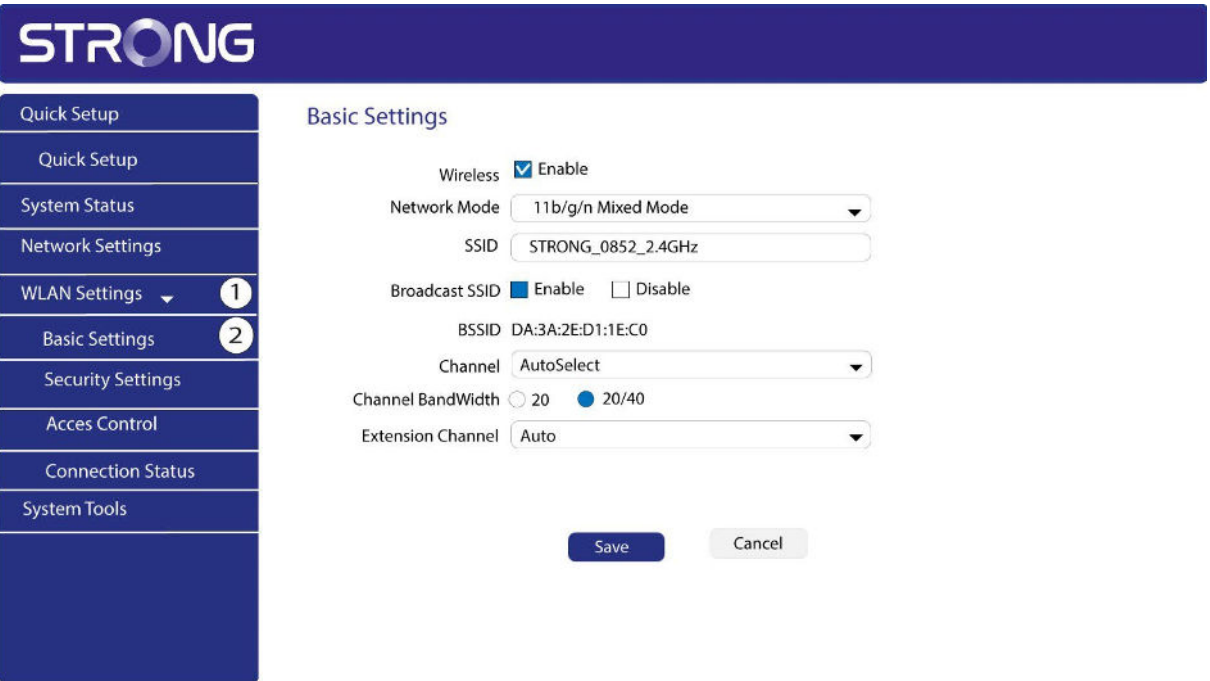 STRONG
Quick Setup
Quick Setup
System Status
Network Settings
WLAN Settings 1
Basic Settings 2
Security Settings
Acces Control
Connection Status
System Tools
Basic Settings
Wireless Enable
Network Mode 11b/g/n Mixed Mode
SSID STRONG_0852_2.4GHz
Broadcast SSID Enable Disable
BSSID DA:3A:2E:D1:1E:C0
Channel AutoSelect
Channel BandWidth 20 20/40
Extension Channel Auto
Save Cancel